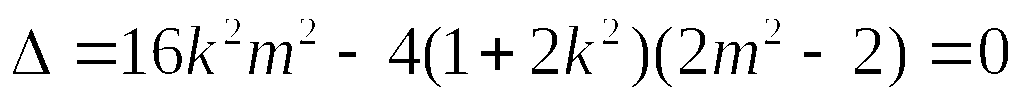 Δ =16k²m² - 4(1+ 2k²)(2m² - 2) =0